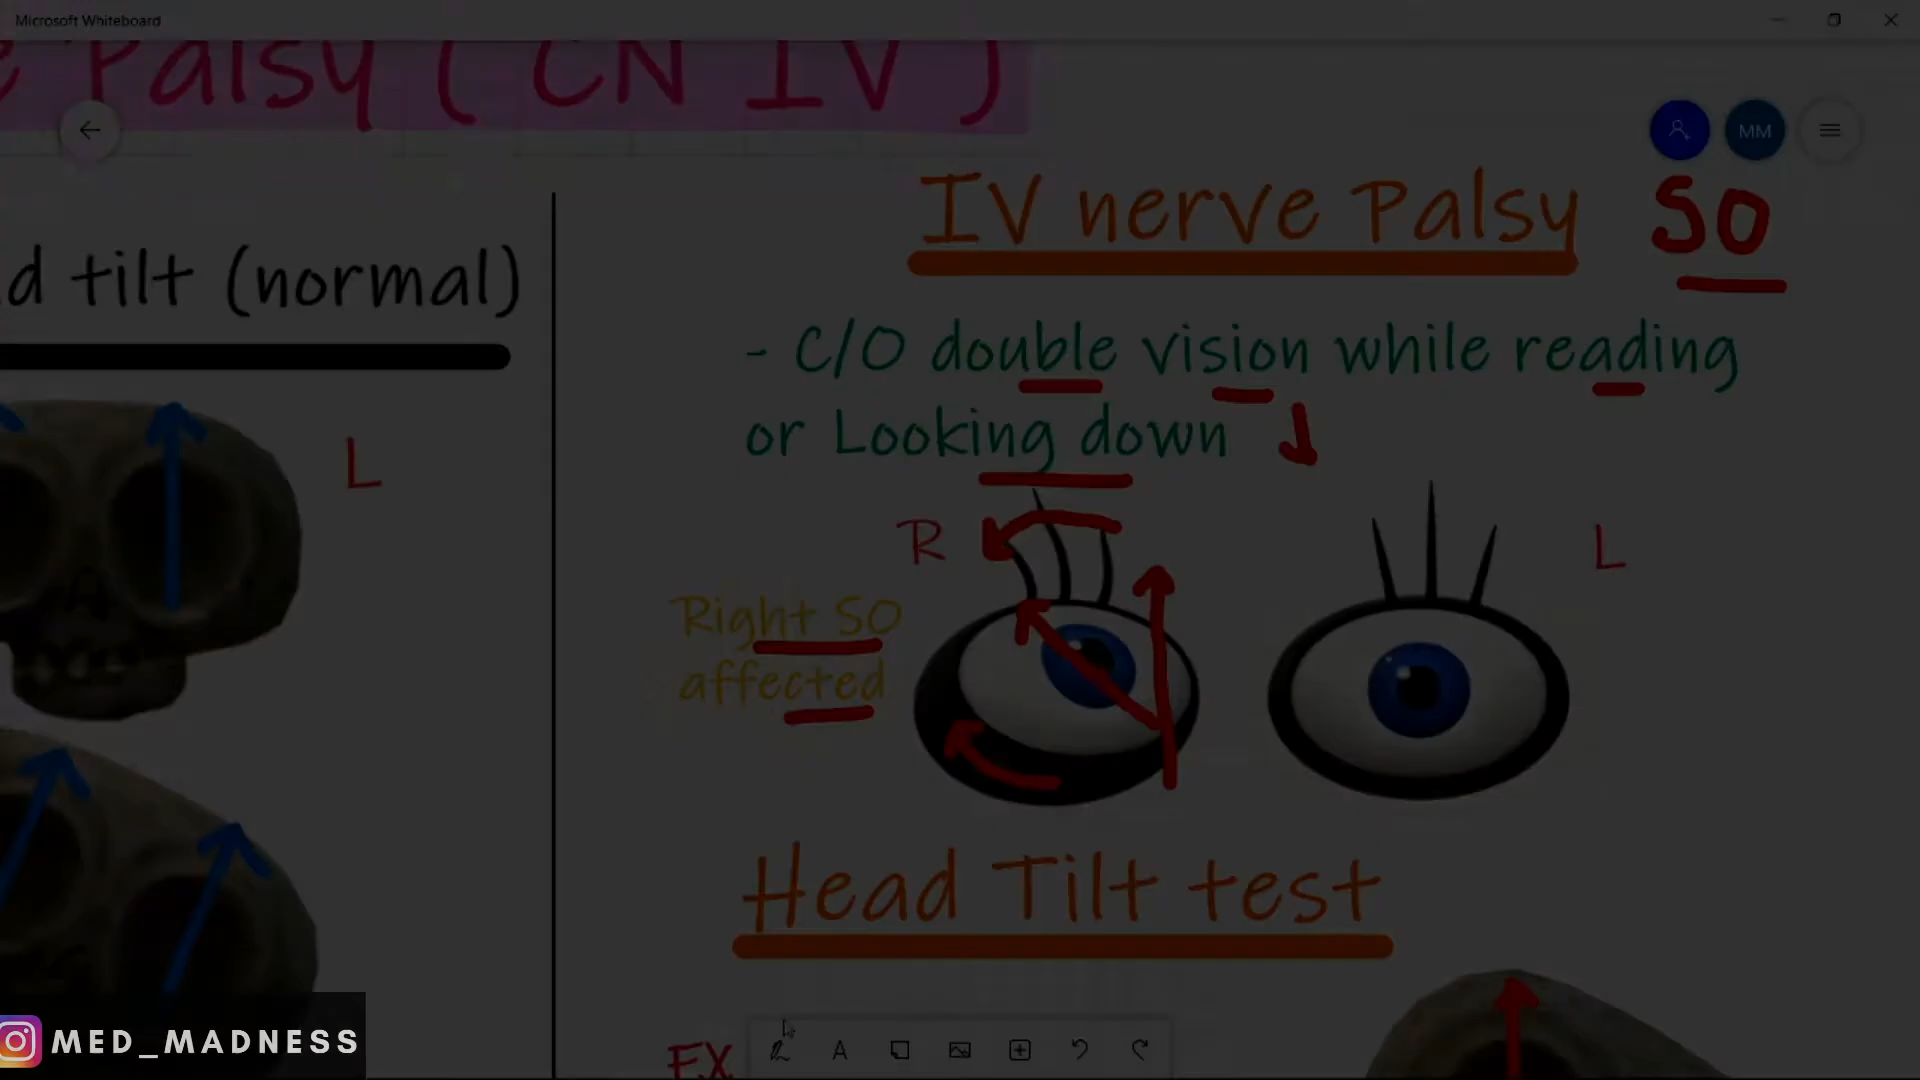 Microsoft Whiteboard
e Palsy ( CN IV )
MM
IV nerve Palsy SO
d tilt (normal)
- C/O double vision while reading
or Looking down
L
R
L
Right SO
affected
Head Tilt test
EX
A
MED_MADNESS